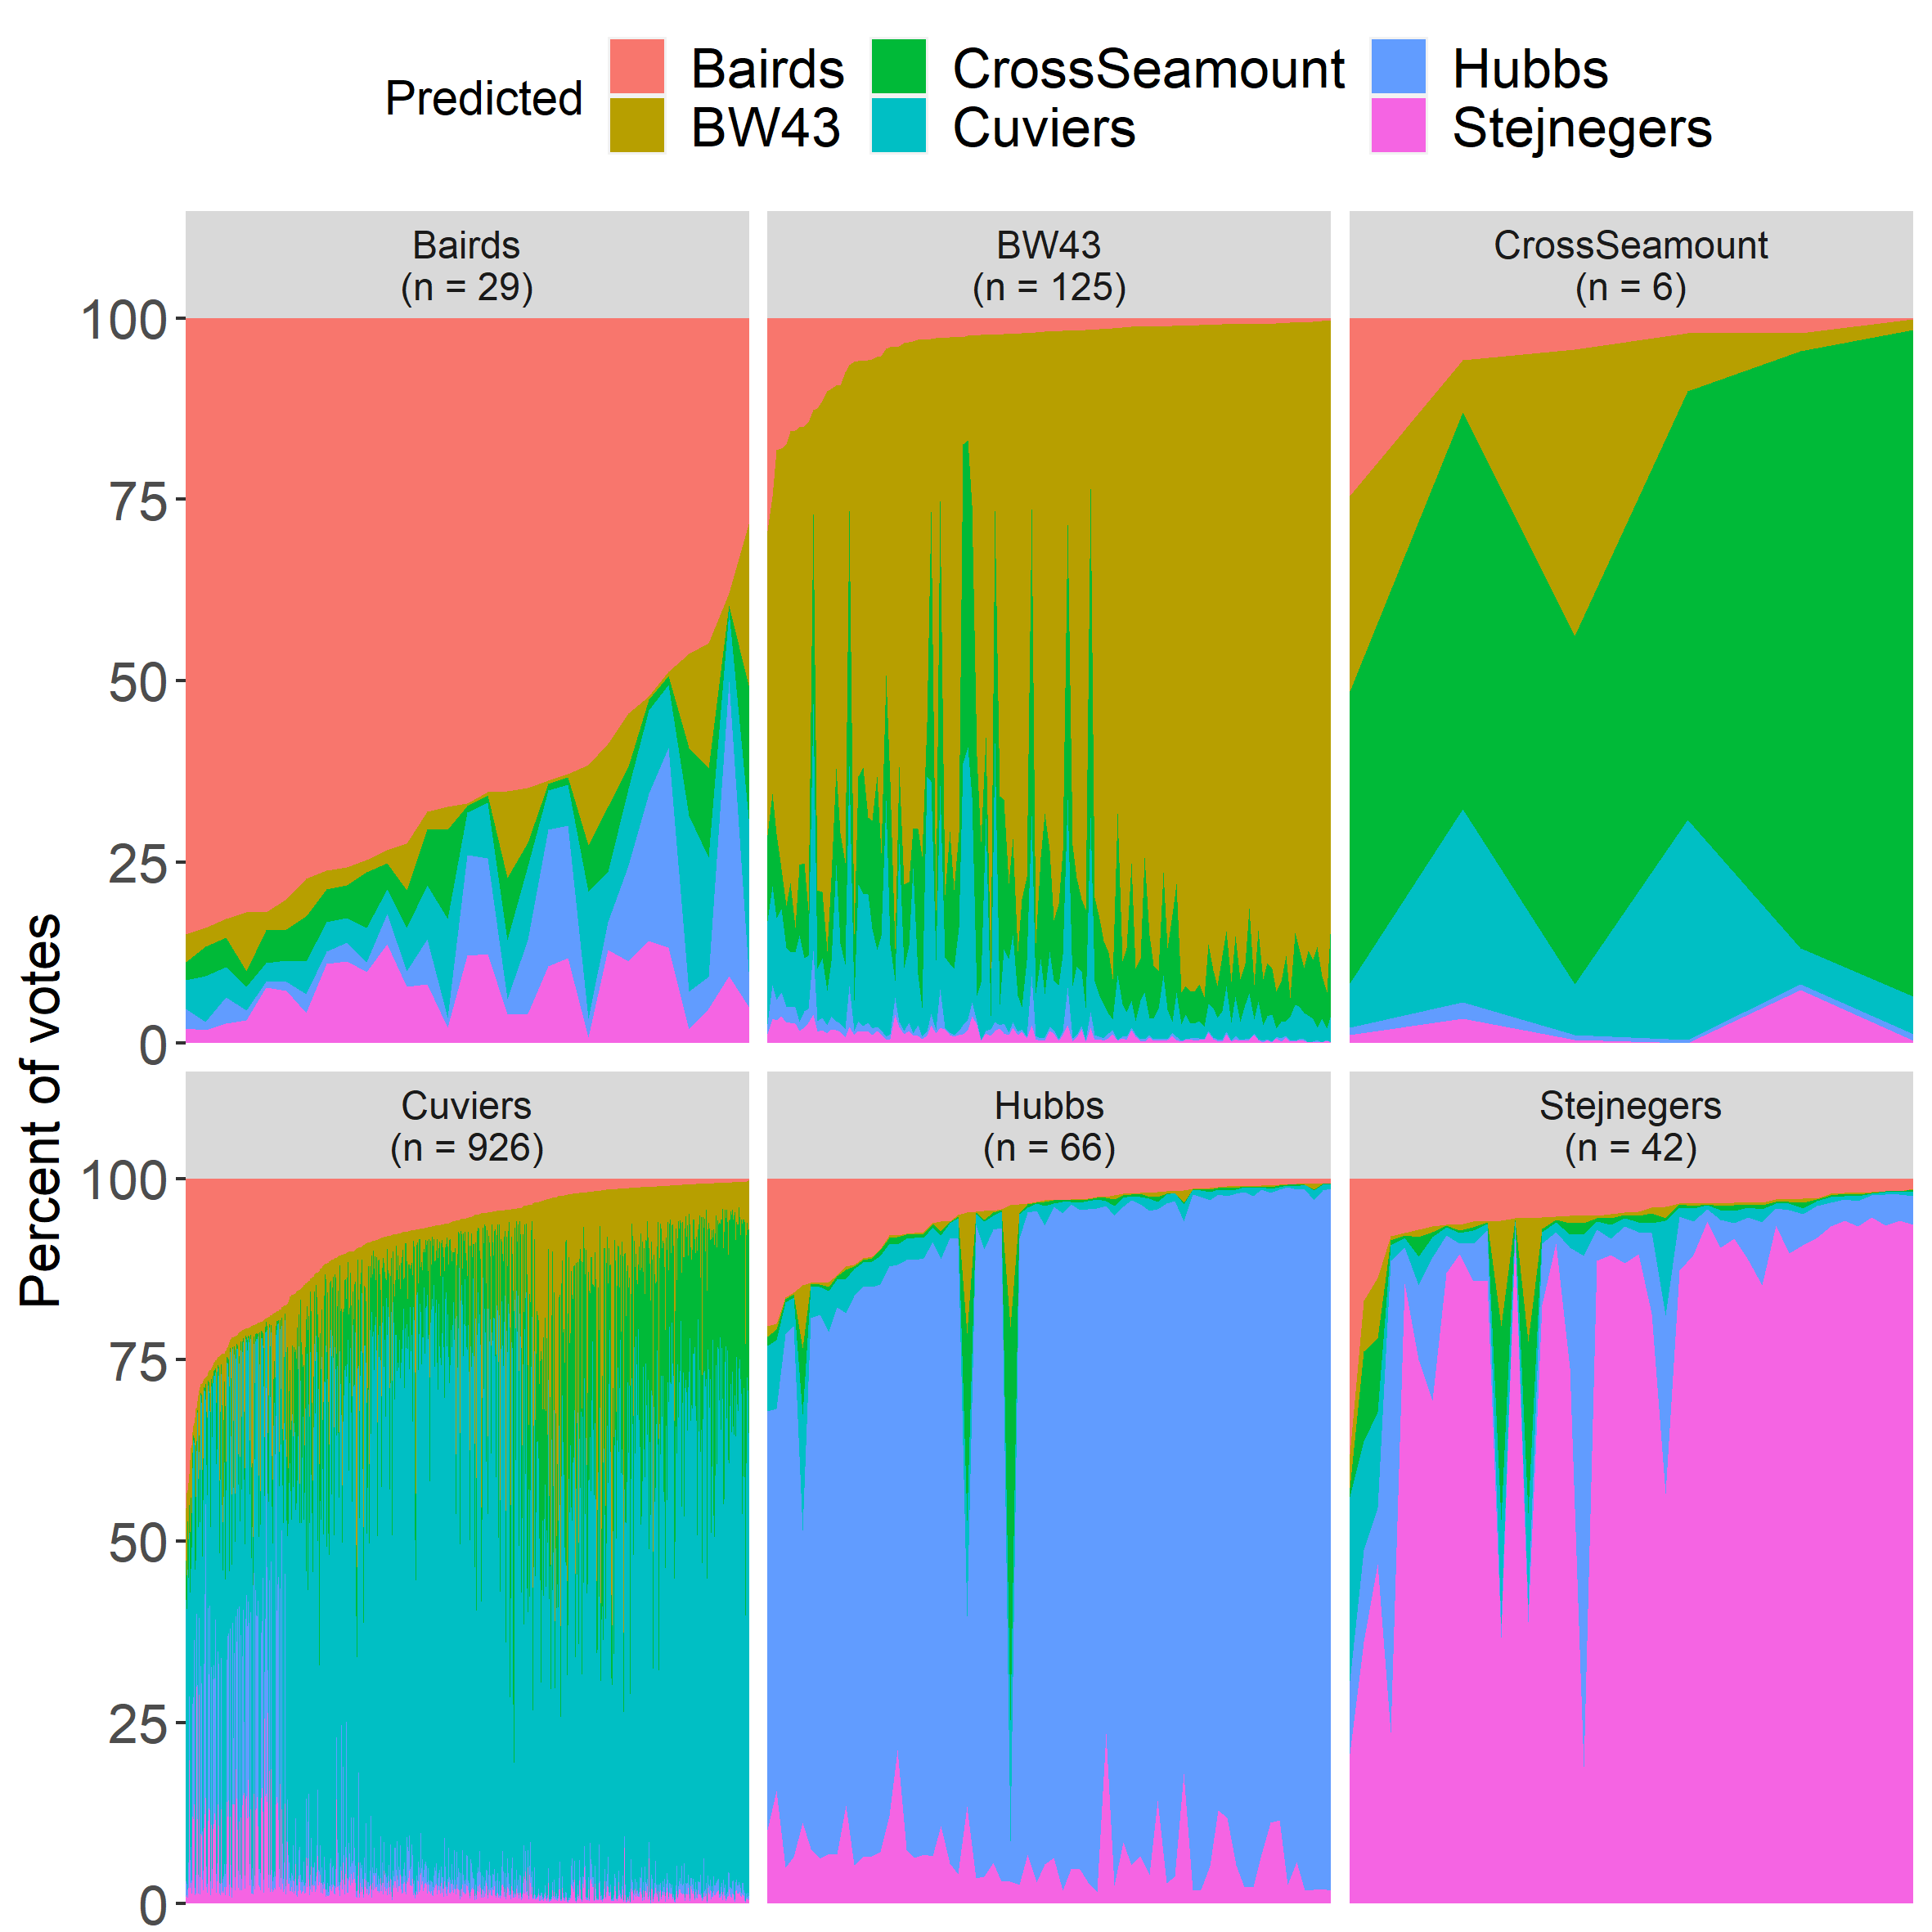 Predicted
Bairds
BW43
CrossSeamount
Cuviers
Hubbs
Stejnegers
Bairds
(n = 29)
BW43
(n = 125)
CrossSeamount
(n = 6)
100
75
50
25
0
Percent of votes
Cuviers
(n = 926)
Hubbs
(n = 66)
Stejnegers
(n = 42)
100
75
50
25
0